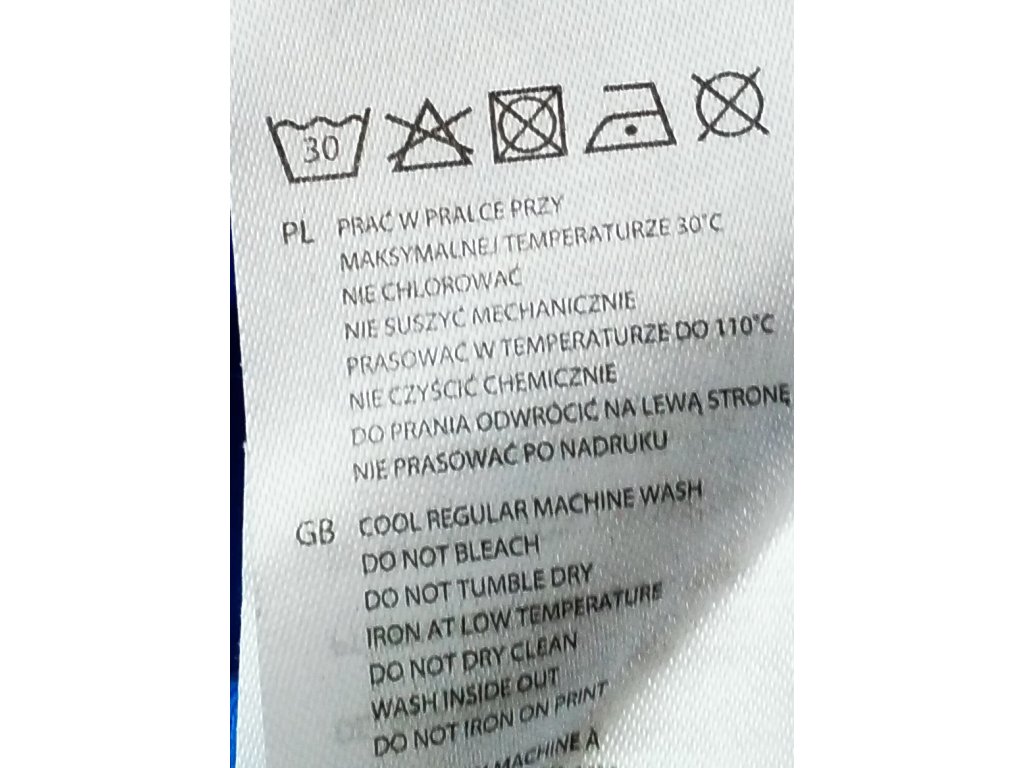 30
PL PRAĆ W PRALCE PRZY
MAKSYMALNEJ TEMPERATURZE 30°C
NIE CHLOROWAĆ
NIE SUSZYĆ MECHANICZNIE
PRASOWAĆ W TEMPERATURZE DO 110°C
NIE CZYŚCIĆ CHEMICZNIE
DO PRANIA ODWRÓCIĆ NA LEWĄ STRONĘ
NIE PRASOWAĆ PO NADRUKU
GB COOL REGULAR MACHINE WASH
DO NOT BLEACH
DO NOT TUMBLE DRY
IRON AT LOW TEMPERATURE
DO NOT DRY CLEAN
WASH INSIDE OUT
DO NOT IRON ON PRINT
MACHINE A